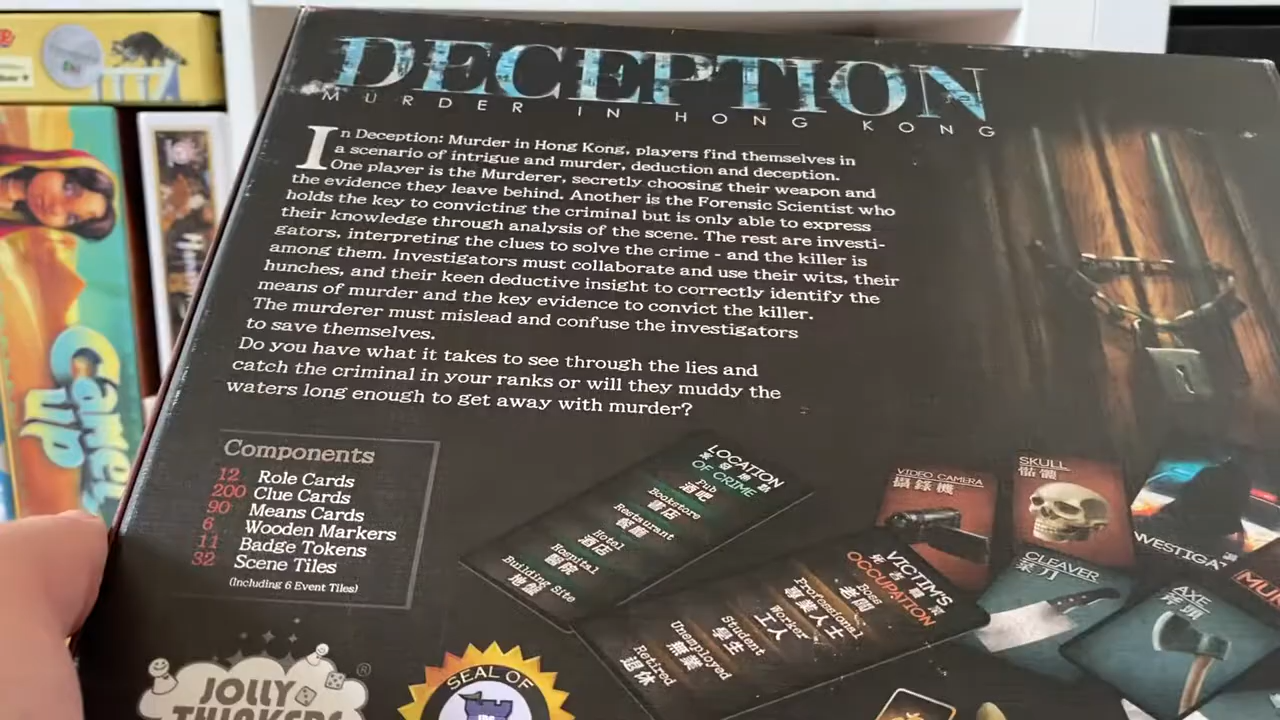 DECEPTION
MURDER IN HONG KONG
In Deception: Murder in Hong Kong, players find themselves in
a scenario of intrigue and murder, deduction and deception.
One player is the Murderer, secretly choosing their weapon and
the evidence they leave behind. Another is the Forensic Scientist who
holds the key to convicting the criminal but is only able to express
their knowledge through analysis of the scene. The rest are investi-
gators, interpreting the clues to solve the crime - and the killer is
among them. Investigators must collaborate and use their wits, their
hunches, and their keen deductive insight to correctly identify the
means of murder and the key evidence to convict the killer.
The murderer must mislead and confuse the investigators
to save themselves.
Do you have what it takes to see through the lies and
catch the criminal in your ranks or will they muddy the
waters long enough to get away with murder?
Components
12 Role Cards
200 Clue Cards
90 Means Cards
6 Wooden Markers
11 Badge Tokens
32 Scene Tiles
(Including 6 Event Tiles)
JOLLY
THINKERS
®
SEAL OF
LOCATION
OF CRIME
Pub
酒吧
Bookstore
書店
Restaurant
餐廳
Hotel
酒店
Hospital
醫院
Building Site
地盤
VICTIM'S
死者職業
OCCUPATION
Boss
老闆
Professional
專業人士
Worker
工人
Student
學生
Unemployed
無業
Retired
退休
VIDEO CAMERA
攝錄機
SKULL
骷髏
CLEAVER
菜刀
AXE
斧頭
INVESTIGA
MUR
Camel
Up